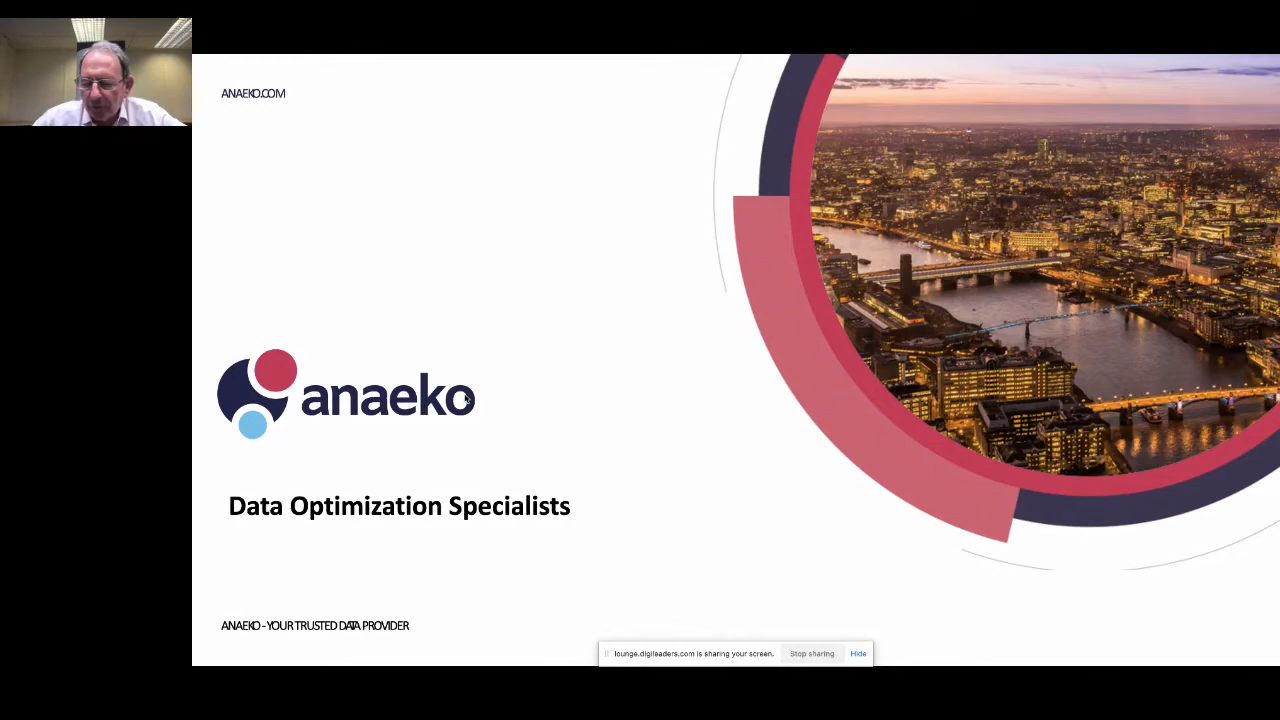 ANAEKO.COM
anaeko
Data Optimization Specialists
ANAEKO - YOUR TRUSTED DATA PROVIDER
lounge.digileaders.com is sharing your screen.
Stop sharing
Hide